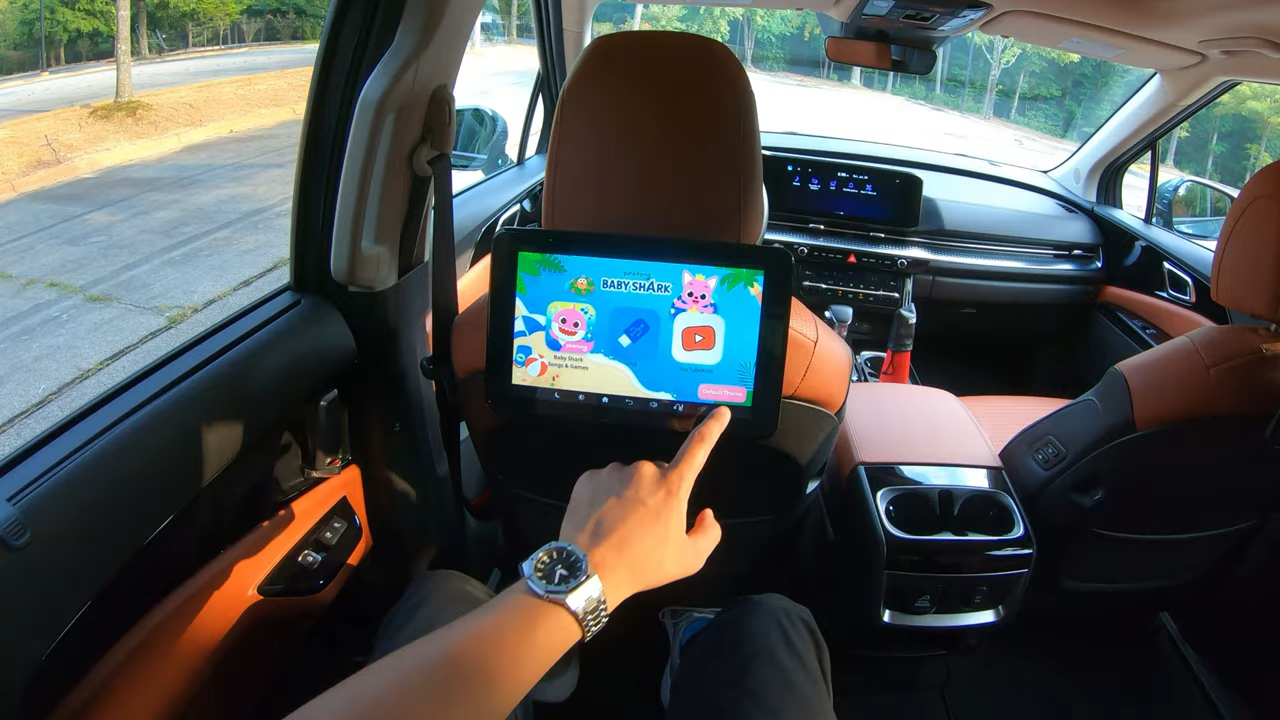 pinkfong
BABY SHARK
Baby Shark
Songs & Games
YouTube Kids
Default Theme